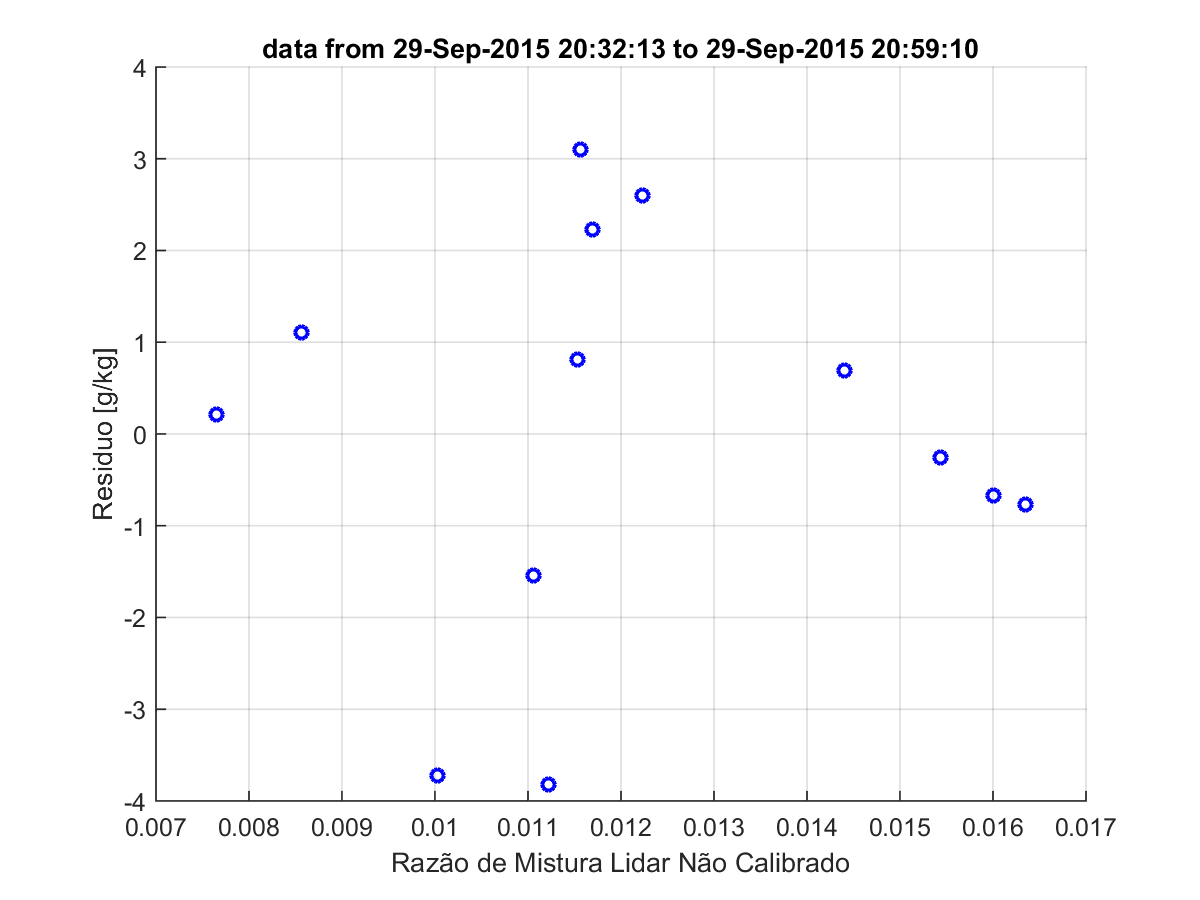 data from 29-Sep-2015 20:32:13 to 29-Sep-2015 20:59:10
4
3
2
1
0
-1
-2
-3
-4
Residuo [g/kg]
0.007 0.008 0.009 0.01 0.011 0.012 0.013 0.014 0.015 0.016 0.017
Razão de Mistura Lidar Não Calibrado